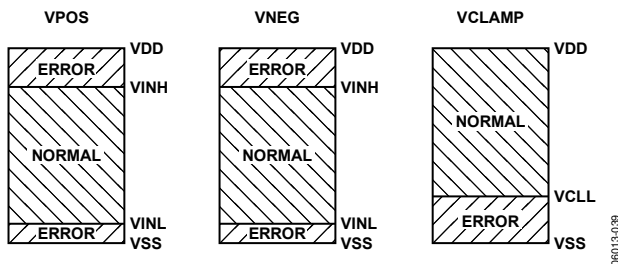 VPOS VNEG VCLAMP
VDD VDD VDD
ERROR ERROR
VINH VINH
NORMAL
NORMAL NORMAL
VCLL
VINL VINL ERROR
ERROR ERROR
VSS VSS VSS
06013-039